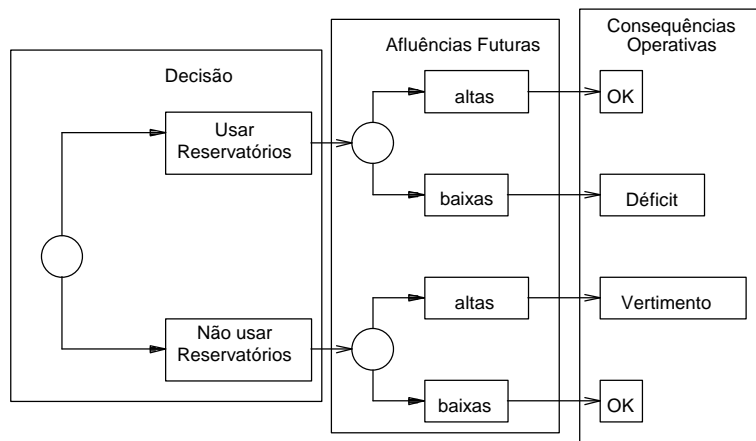 Decisão
Usar
Reservatórios
Não usar
Reservatórios
Afluências Futuras
altas
baixas
altas
baixas
Consequências
Operativas
OK
Déficit
Vertimento
OK